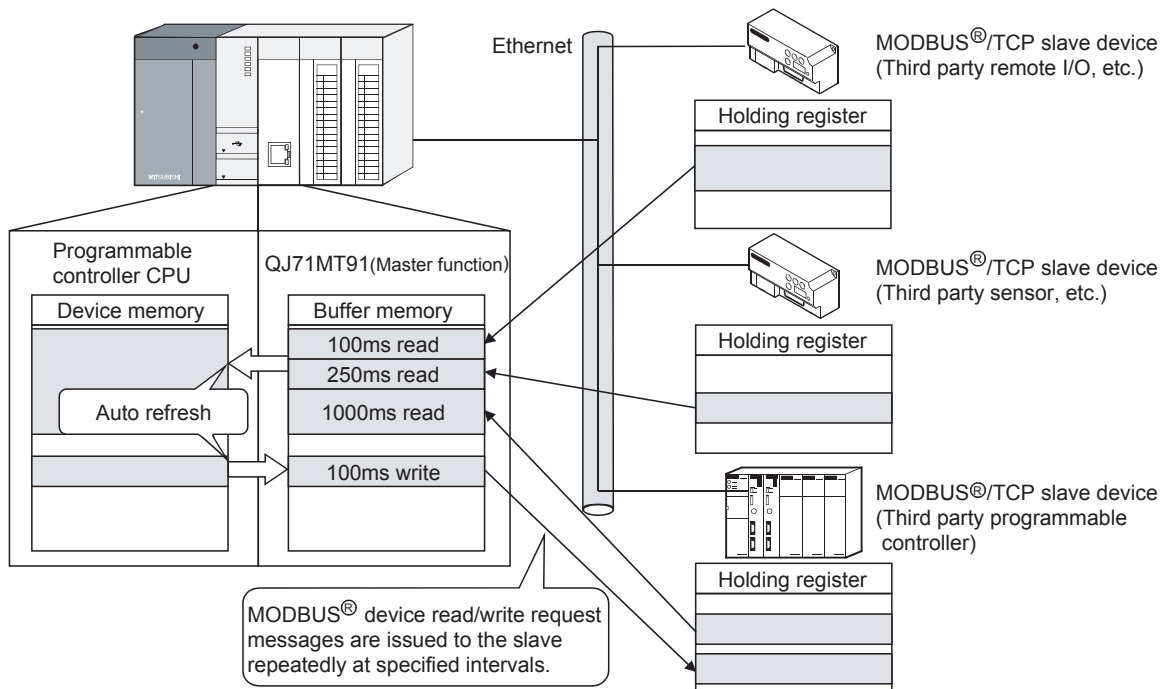 Ethernet
MODBUS®/TCP slave device
(Third party remote I/O, etc.)
Holding register
MITSUBISHI
Programmable
controller CPU
QJ71MT91(Master function)
Device memory
Buffer memory
100ms read
250ms read
1000ms read
100ms write
Auto refresh
MODBUS®/TCP slave device
(Third party sensor, etc.)
Holding register
MODBUS®/TCP slave device
(Third party programmable
controller)
Holding register
MODBUS® device read/write request
messages are issued to the slave
repeatedly at specified intervals.